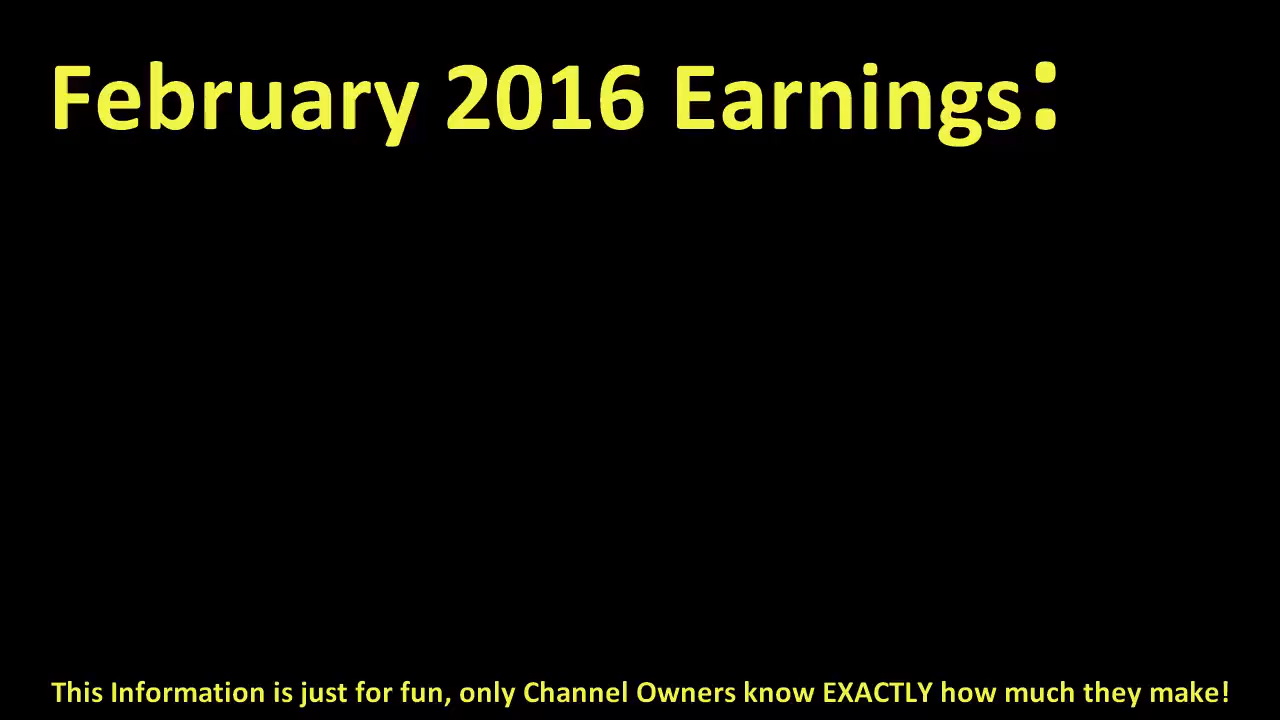 February 2016 Earnings:
This Information is just for fun, only Channel Owners know EXACTLY how much they make!